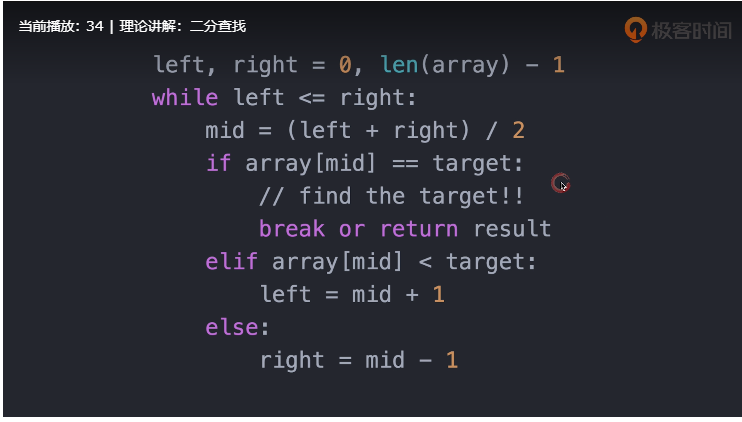 当前播放: 34 | 理论讲解：二分查找
极客时间
left, right = 0, len(array) - 1
while left <= right:
    mid = (left + right) / 2
    if array[mid] == target:
        // find the target!!
        break or return result
    elif array[mid] < target:
        left = mid + 1
    else:
        right = mid - 1